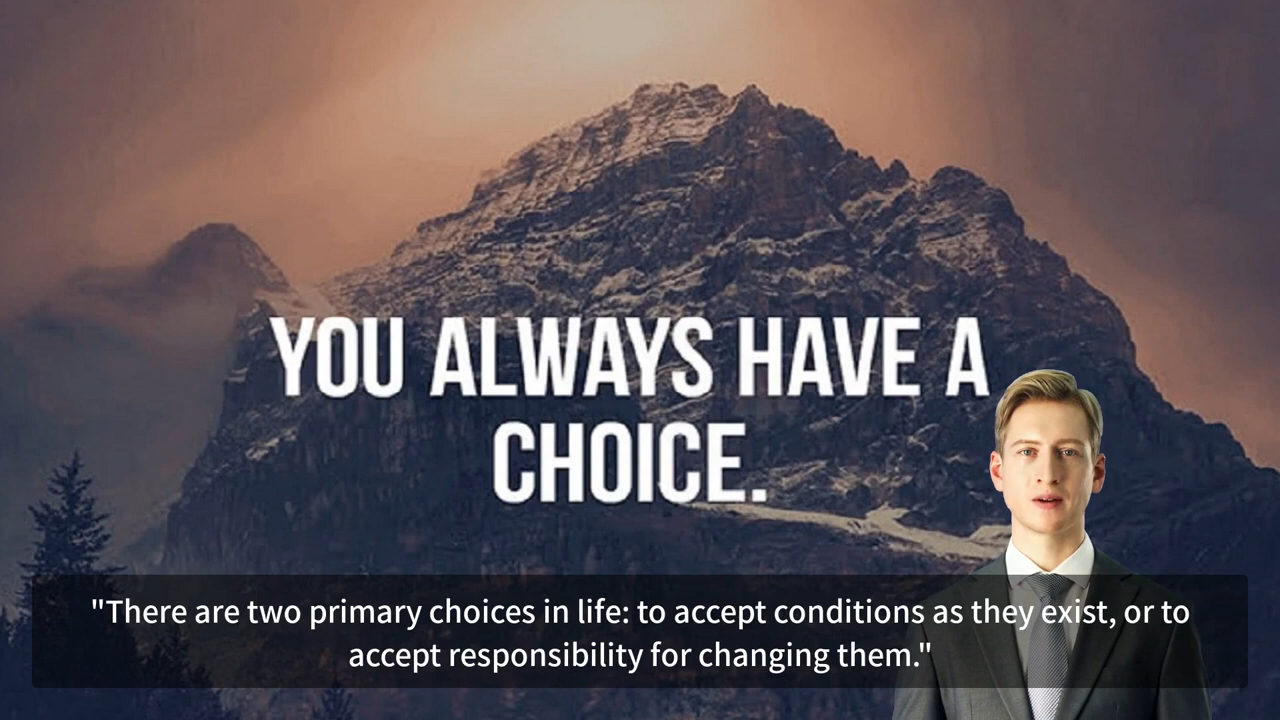 YOU ALWAYS HAVE A
CHOICE.
"There are two primary choices in life: to accept conditions as they exist, or to
accept responsibility for changing them."